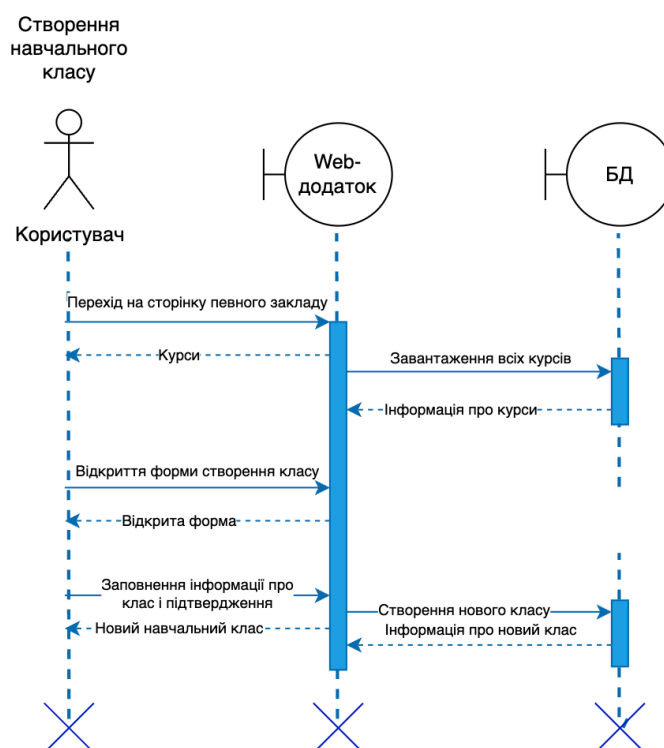 Створення
навчального
класу
Web-
додаток
БД
Користувач
Перехід на сторінку певного закладу
Курси
Завантаження всіх курсів
Інформація про курси
Відкриття форми створення класу
Відкрита форма
Заповнення інформації про
клас і підтвердження
Створення нового класу
Новий навчальний клас
Інформація про новий клас